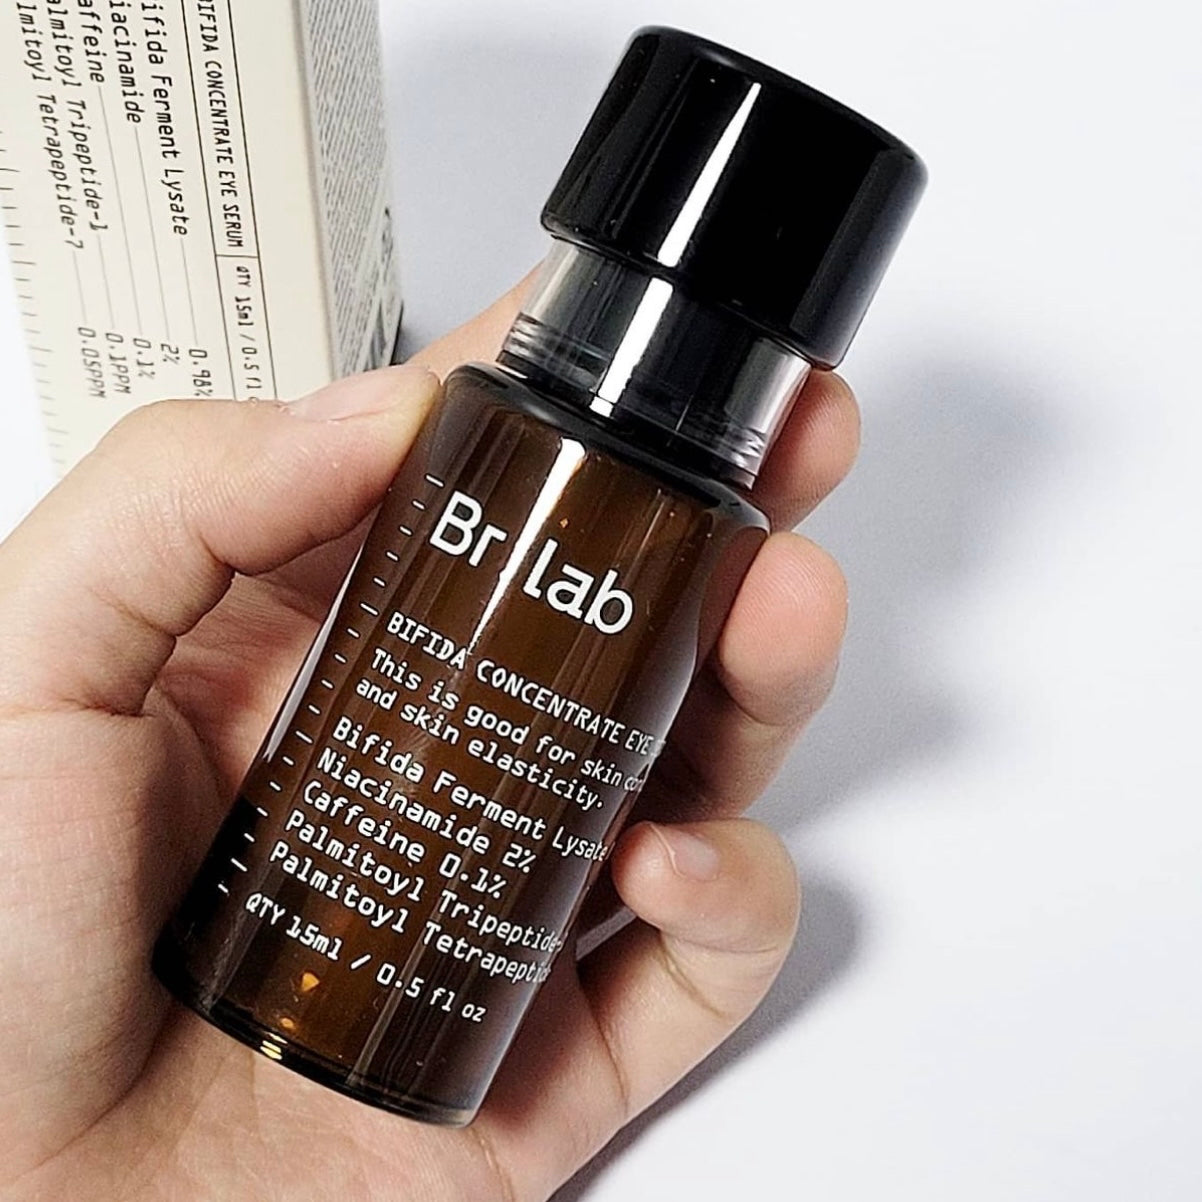 BIFIDA CONCENTRATE EYE SERUM QTY 15ml / 0.5 fl
Bifida Ferment Lysate 0.98%
Niacinamide 2%
Caffeine 0.1%
Palmitoyl Tripeptide-1 0.1PPM
Palmitoyl Tetrapeptide-7 0.05PPM
Br lab
BIFIDA CONCENTRATE EYE
This is good for skin
and skin elasticity.
Bifida Ferment Lysate
Niacinamide 2%
Caffeine 0.1%
Palmitoyl Tripeptide-
Palmitoyl Tetrapeptid
QTY 15ml / 0.5 fl oz